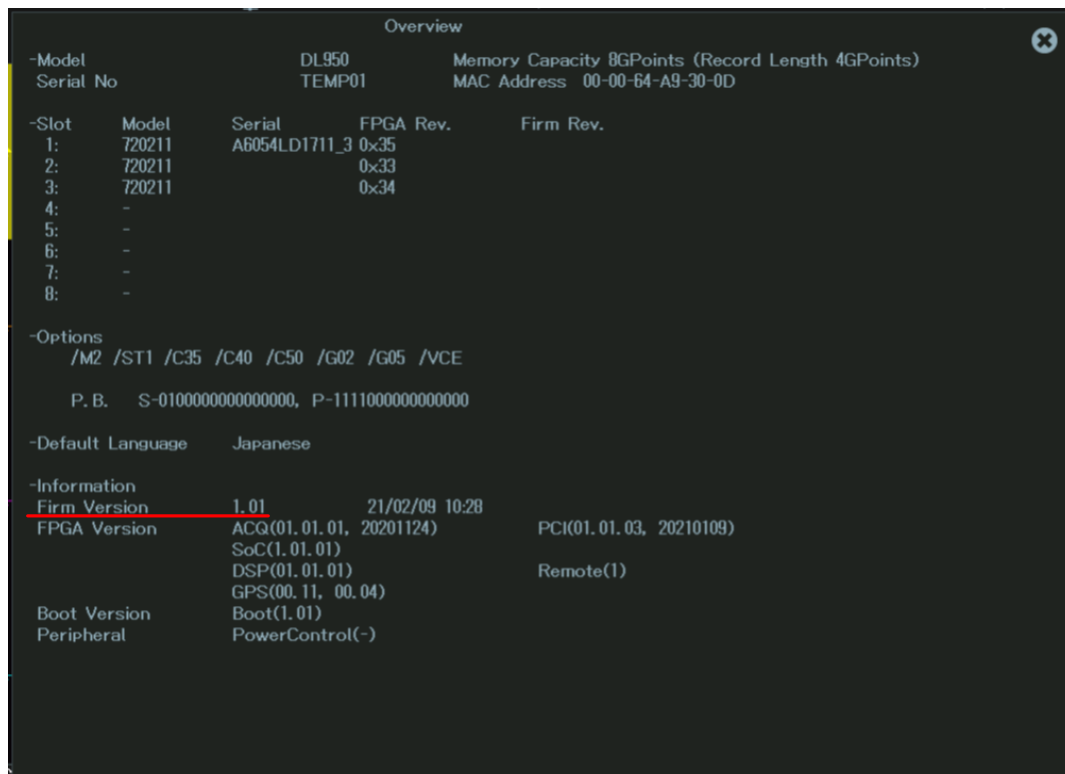 Overview
-Model DL950 Memory Capacity 8GPoints (Record Length 4GPoints)
Serial No TEMP01 MAC Address 00-00-64-A9-30-0D
-Slot Model Serial FPGA Rev. Firm Rev.
1: 720211 A6054LD1711_3 0x35
2: 720211 0x33
3: 720211 0x34
4: -
5: -
6: -
7: -
8: -
-Options
/M2 /ST1 /C35 /C40 /C50 /G02 /G05 /VCE
P.B. S-0100000000000000, P-1111000000000000
-Default Language Japanese
-Information
Firm Version 1.01 21/02/09 10:28
FPGA Version ACQ(01.01.01, 20201124) PCI(01.01.03, 20210109)
SoC(1.01.01)
DSP(01.01.01) Remote(1)
GPS(00.11, 00.04)
Boot Version Boot(1.01)
Peripheral PowerControl(-)